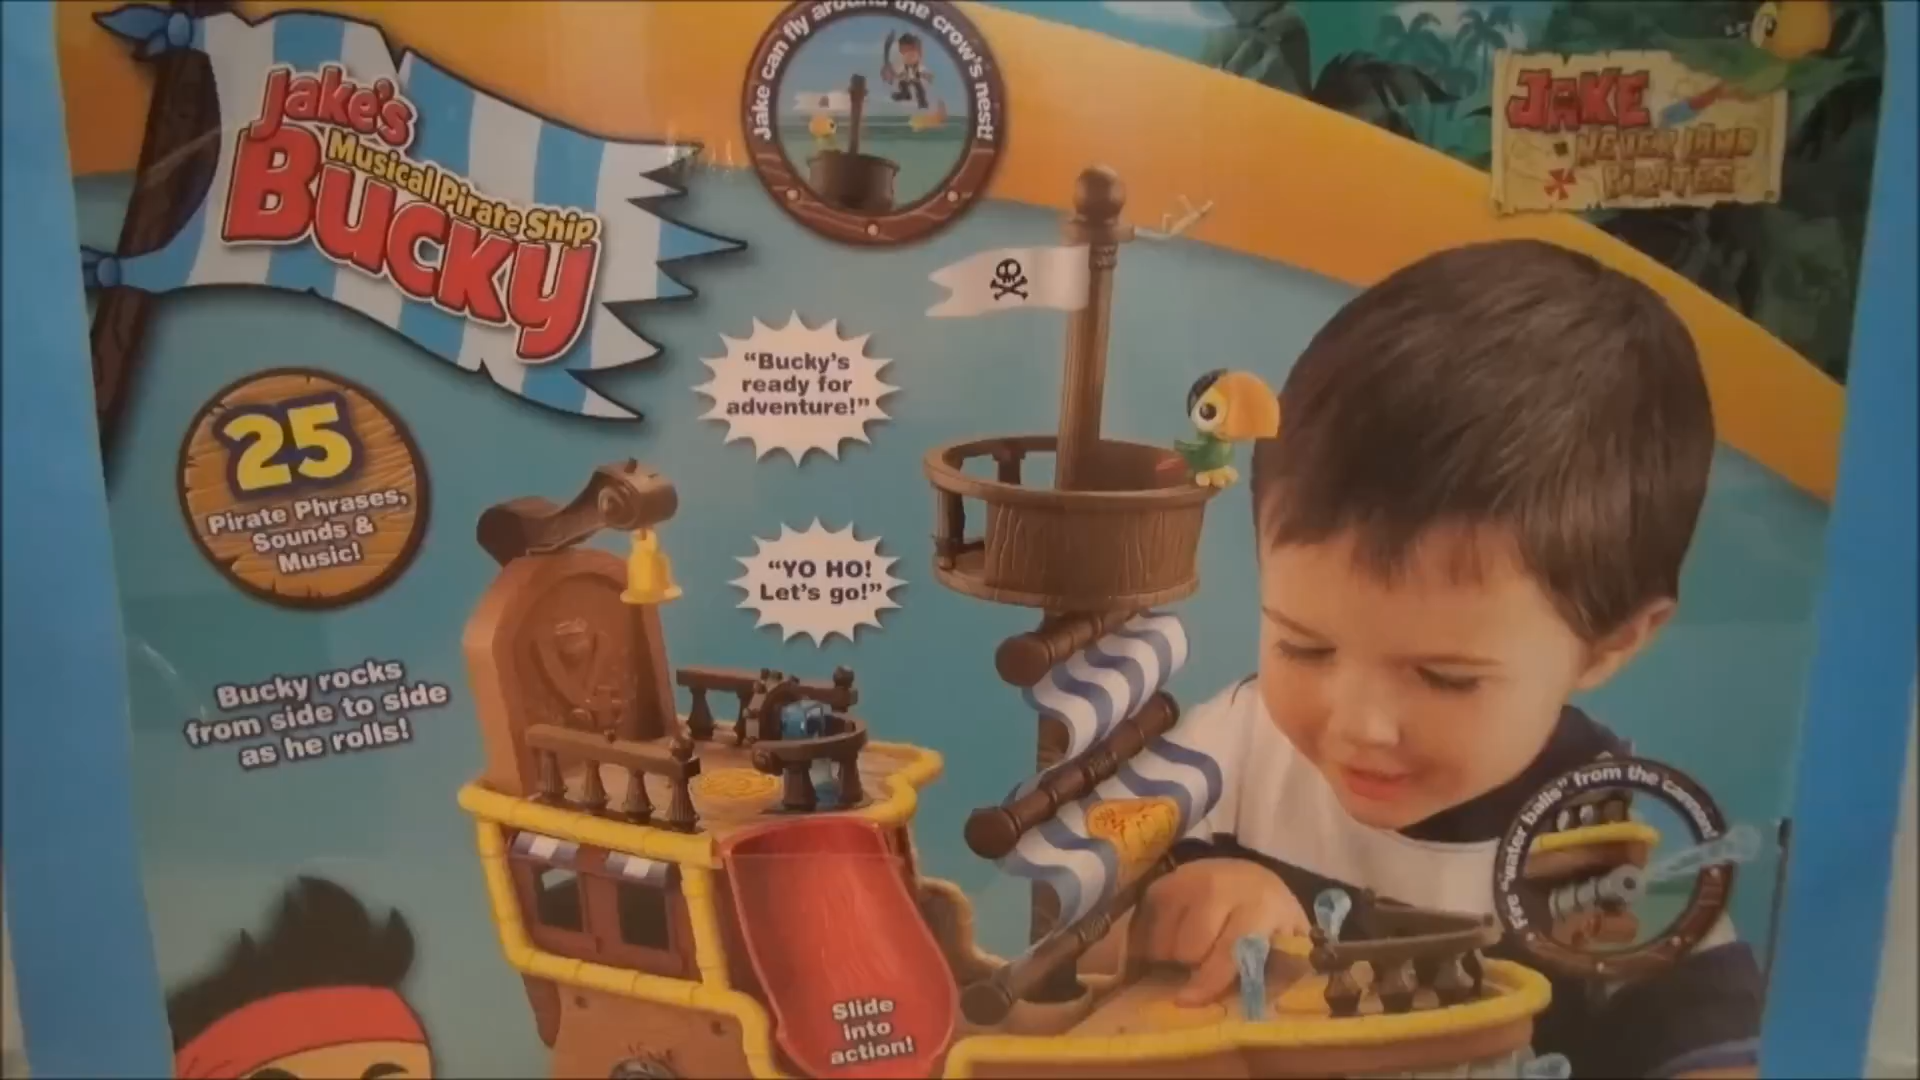 Jake's
Musical Pirate Ship
Bucky
Jake can fly around the crow's nest!
JAKE
NEVER LAND
PIRATES
"Bucky's
ready for
adventure!"
25
Pirate Phrases,
Sounds &
Music!
"YO HO!
Let's go!"
Bucky rocks
from side to side
as he rolls!
Fire "water balls" from the cannon!
Slide
into
action!